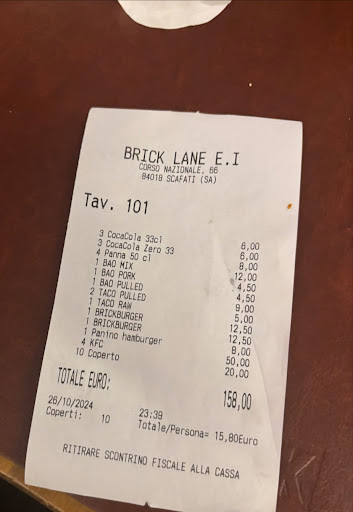 BRICK LANE E.I
CORSO NAZIONALE, 66
84018 SCAFATI (SA)
Tav. 101
3 CocaCola 33cl 6,00
3 CocaCola Zero 33 6,00
4 Panna 50 cl 8,00
1 BAO MIX 12,00
1 BAO PORK 4,50
1 BAO PULLED 4,50
2 TACO PULLED 9,00
1 TACO RAW 5,00
1 BRICKBURGER 12,50
1 BRICKBURGER 12,50
1 Panino hamburger 8,00
4 KFC 50,00
10 Coperto 20,00
TOTALE EURO: 158,00
26/10/2024 23:39
Coperti: 10 Totale/Persona= 15,80Euro
RITIRARE SCONTRINO FISCALE ALLA CASSA